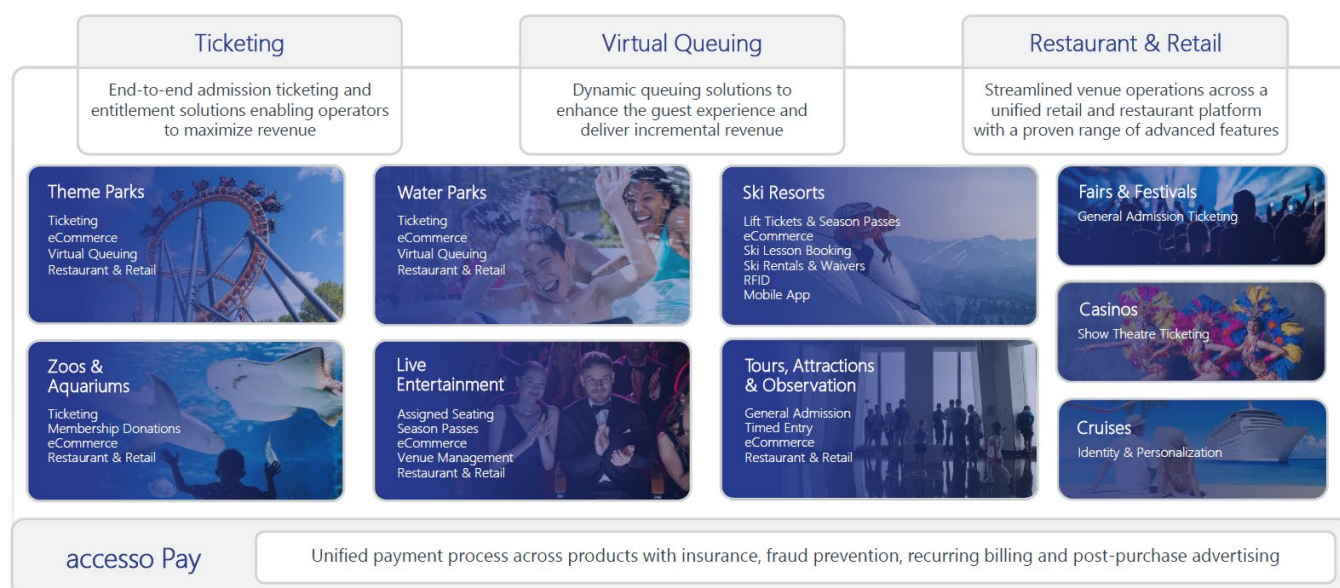 Ticketing
End-to-end admission ticketing and
entitlement solutions enabling operators
to maximize revenue
Virtual Queuing
Dynamic queuing solutions to
enhance the guest experience and
deliver incremental revenue
Restaurant & Retail
Streamlined venue operations across a
unified retail and restaurant platform
with a proven range of advanced features
Theme Parks
Ticketing
eCommerce
Virtual Queuing
Restaurant & Retail
Water Parks
Ticketing
eCommerce
Virtual Queuing
Restaurant & Retail
Ski Resorts
Lift Tickets & Season Passes
eCommerce
Ski Lesson Booking
Ski Rentals & Waivers
RFID
Mobile App
Fairs & Festivals
General Admission Ticketing
Casinos
Show Theatre Ticketing
Zoos &
Aquariums
Ticketing
Membership Donations
eCommerce
Restaurant & Retail
Live
Entertainment
Assigned Seating
Season Passes
eCommerce
Venue Management
Restaurant & Retail
Tours, Attractions
& Observation
General Admission
Timed Entry
eCommerce
Restaurant & Retail
Cruises
Identity & Personalization
accesso Pay
Unified payment process across products with insurance, fraud prevention, recurring billing and post-purchase advertising